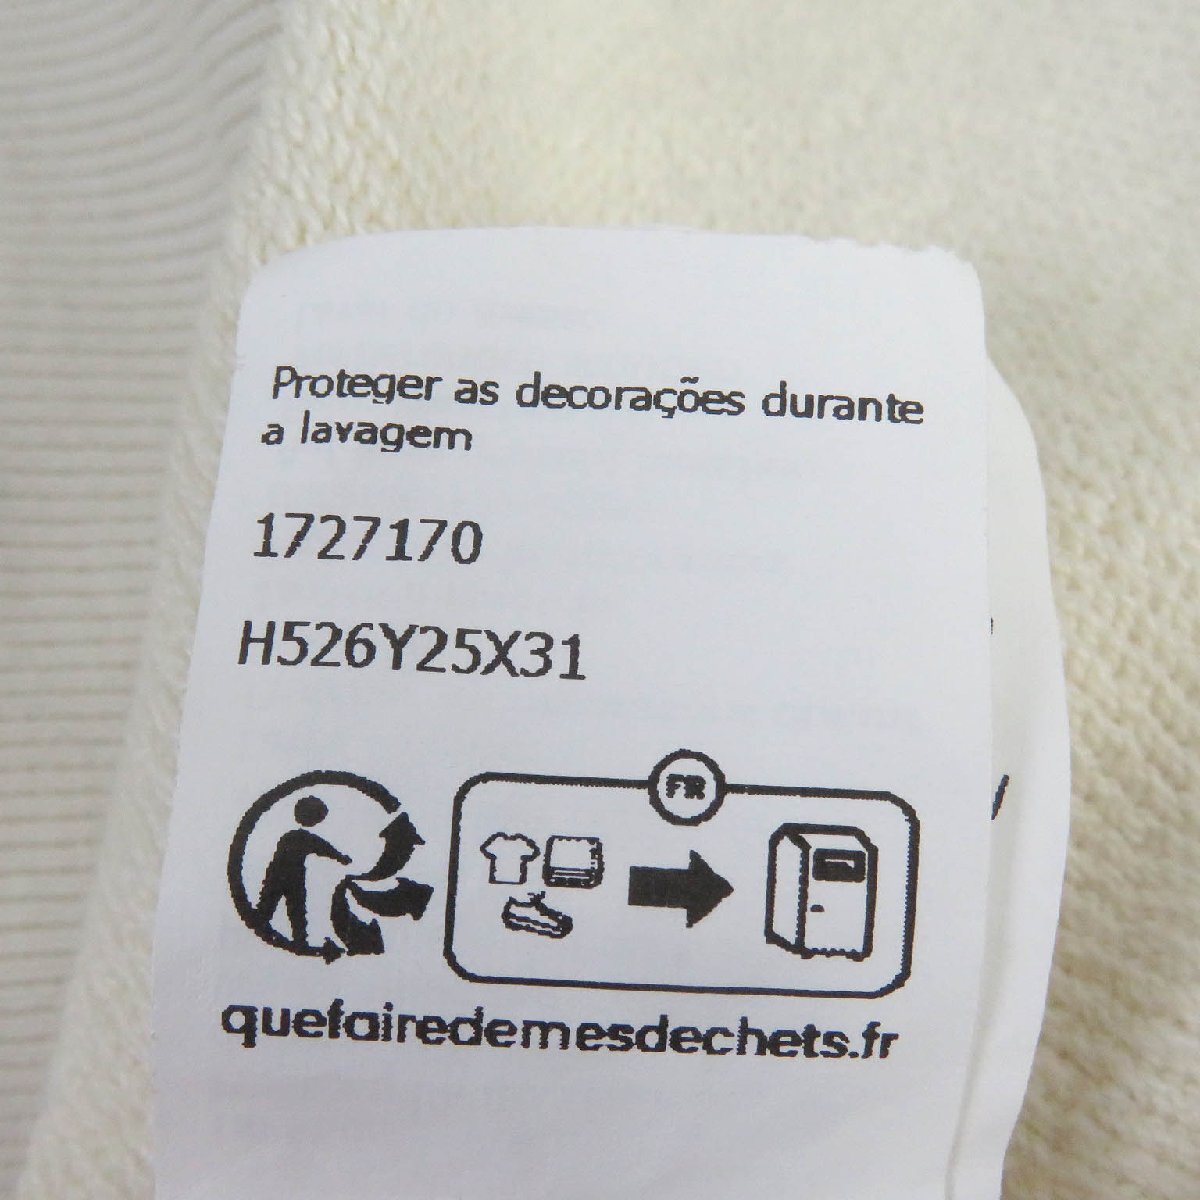 Proteger as decorações durante
a lavagem
1727170
H526Y25X31
FR
quefairedemesdechets.fr